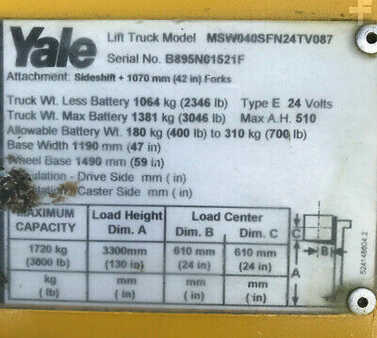 Yale
Lift Truck Model MSW040SFN24TV087
Serial No. B895N01521F
Attachment: Sideshift + 1070 mm (42 in) Forks
Truck Wt. Less Battery 1064 kg (2346 lb) Type E 24 Volts
Truck Wt. Max Battery 1381 kg (3046 lb) Max A.H. 510
Allowable Battery Wt. 180 kg (400 lb) to 310 kg (700 lb)
Base Width 1190 mm (47 in)
Wheel Base 1490 mm (59 in)
- Drive Side mm ( in)
- Caster Side mm ( in)
MAXIMUM CAPACITY Load Height Dim. A Load Center Dim. B Dim. C
1720 kg 3300mm 610 mm 610 mm
(3800 lb) (130 in) (24 in) (24 in)
kg mm mm mm
( lb) ( in) ( in) ( in)
C
B
A
524148604.2